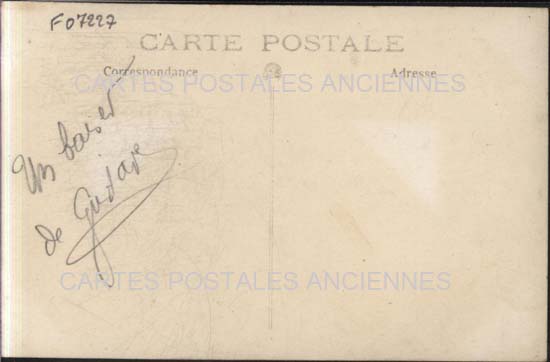 F07227
CARTE POSTALE
Correspondance
Adresse
CARTES POSTALES ANCIENNES
Un baiser
de Gustave
CARTES POSTALES ANCIENNES